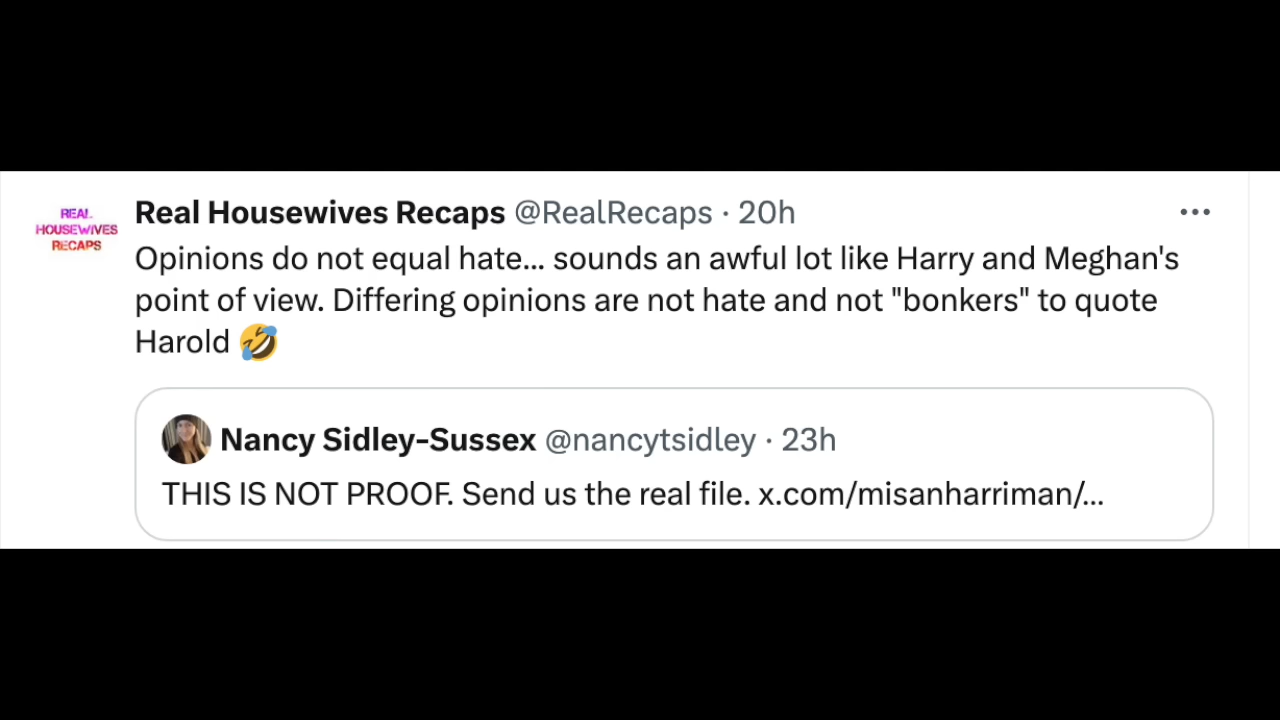 REAL
HOUSEWIVES
RECAPS
Real Housewives Recaps @RealRecaps · 20h
Opinions do not equal hate... sounds an awful lot like Harry and Meghan's
point of view. Differing opinions are not hate and not "bonkers" to quote
Harold 🤣
Nancy Sidley-Sussex @nancytsidley · 23h
THIS IS NOT PROOF. Send us the real file. x.com/misanharriman/...